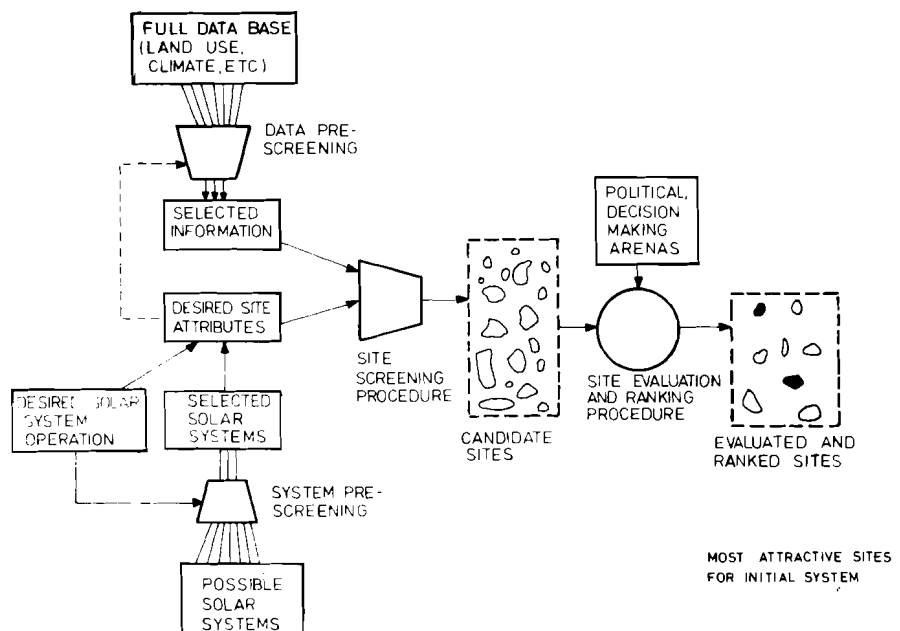 FULL DATA BASE
(LAND USE,
CLIMATE, ETC)
DATA PRE-
SCREENING
SELECTED
INFORMATION
DESIRED SITE
ATTRIBUTES
DESIRED SOLAR
SYSTEM
OPERATION
SELECTED
SOLAR
SYSTEMS
SYSTEM PRE-
SCREENING
POSSIBLE
SOLAR
SYSTEMS
SITE
SCREENING
PROCEDURE
CANDIDATE
SITES
POLITICAL,
DECISION
MAKING
ARENAS
SITE EVALUATION
AND RANKING
PROCEDURE
EVALUATED AND
RANKED SITES
MOST ATTRACTIVE SITES
FOR INITIAL SYSTEM